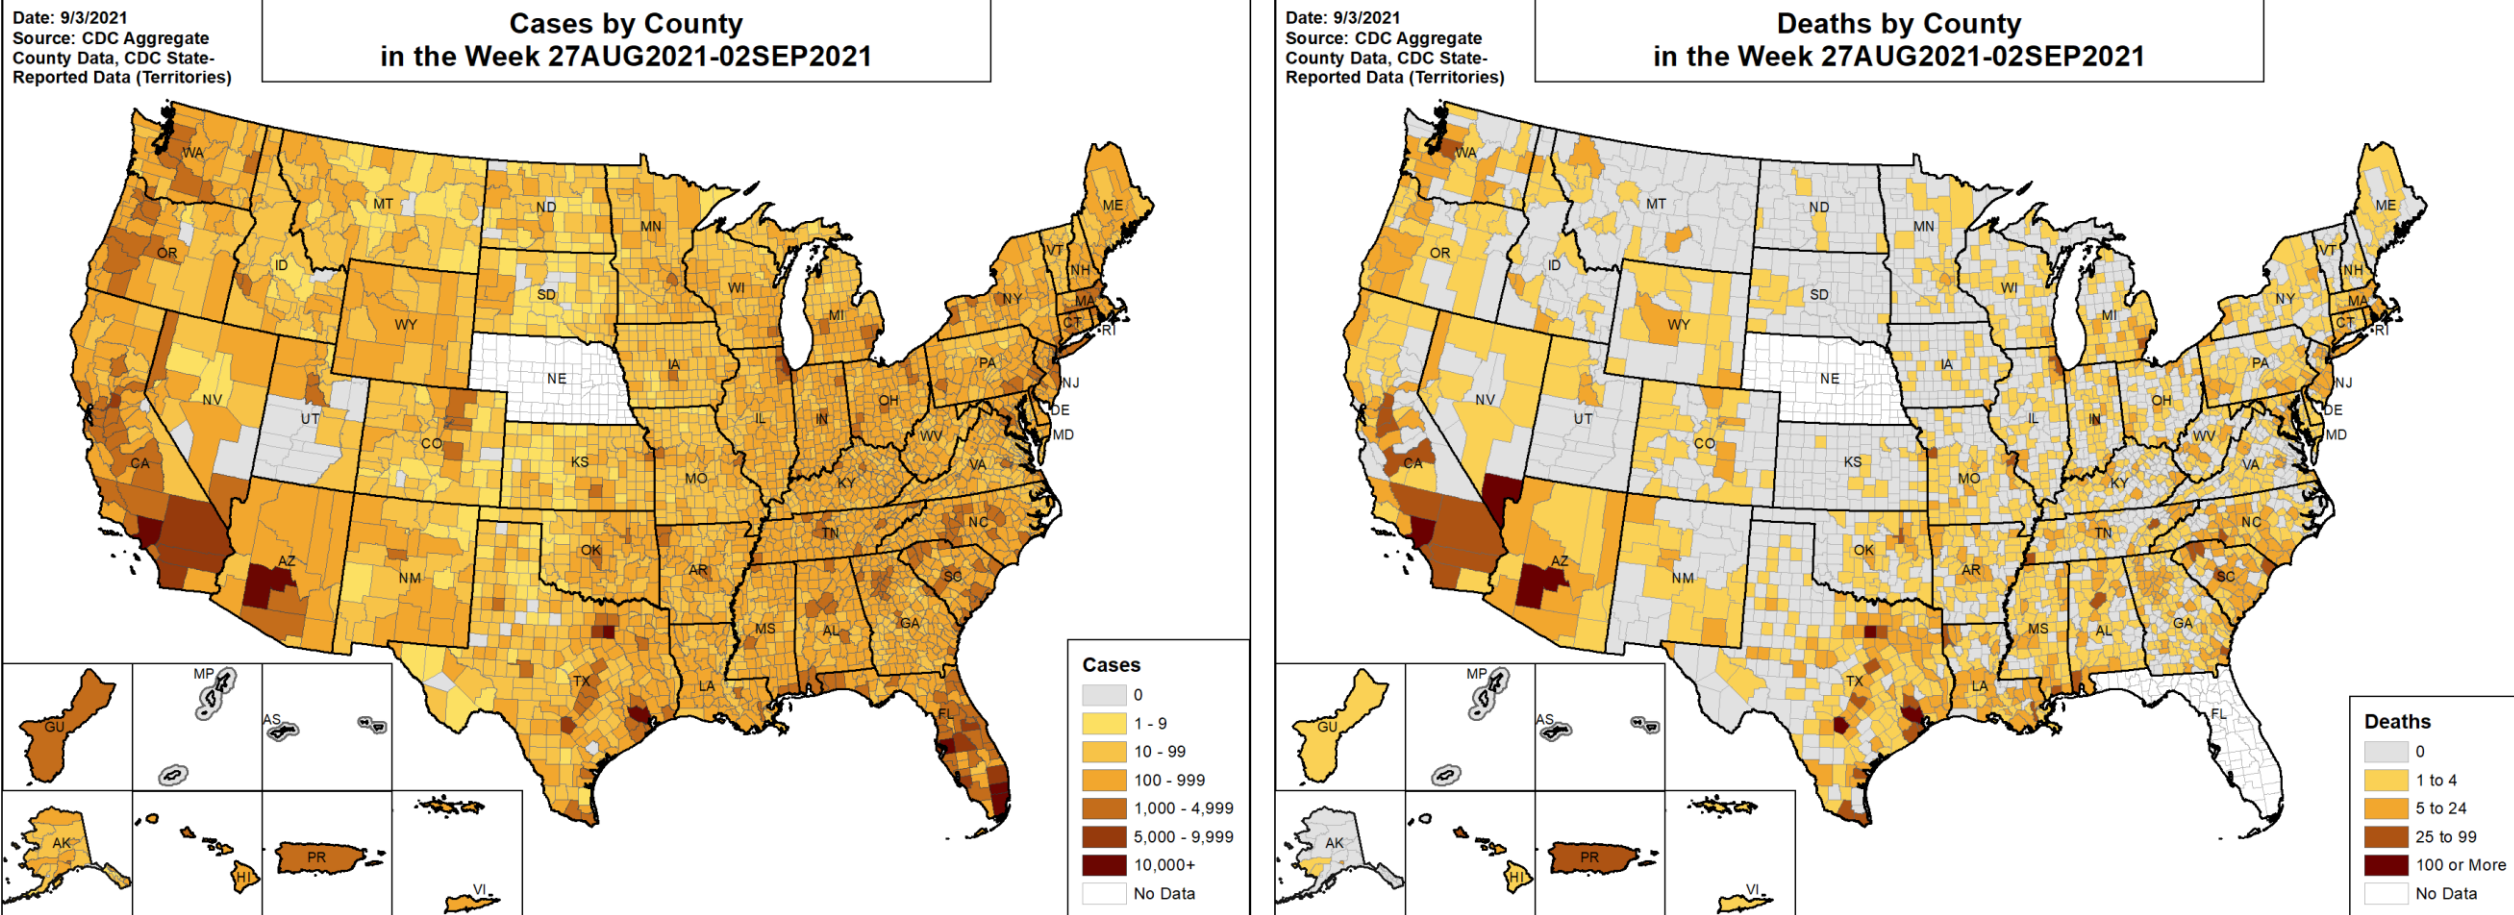 Date: 9/3/2021
Source: CDC Aggregate
County Data, CDC State-
Reported Data (Territories)
Cases by County
in the Week 27AUG2021-02SEP2021
WA
MT
ND
MN
ME
OR
ID
SD
WI
VT
NH
WY
MI
NY
MA
CT
RI
NV
UT
NE
IA
PA
NJ
CO
IL
IN
OH
DE
MD
CA
KS
MO
WV
VA
KY
AZ
NM
OK
AR
TN
NC
SC
MS
AL
GA
TX
LA
FL
GU
MP
AS
AK
HI
PR
VI
Cases
0
1 - 9
10 - 99
100 - 999
1,000 - 4,999
5,000 - 9,999
10,000+
No Data
Date: 9/3/2021
Source: CDC Aggregate
County Data, CDC State-
Reported Data (Territories)
Deaths by County
in the Week 27AUG2021-02SEP2021
WA
MT
ND
MN
ME
OR
ID
SD
WI
VT
NH
WY
MI
NY
MA
CT
RI
NV
UT
NE
IA
PA
NJ
CO
IL
IN
OH
DE
MD
CA
KS
MO
WV
VA
KY
AZ
NM
OK
AR
TN
NC
SC
MS
AL
GA
TX
LA
FL
GU
MP
AS
AK
HI
PR
VI
Deaths
0
1 to 4
5 to 24
25 to 99
100 or More
No Data